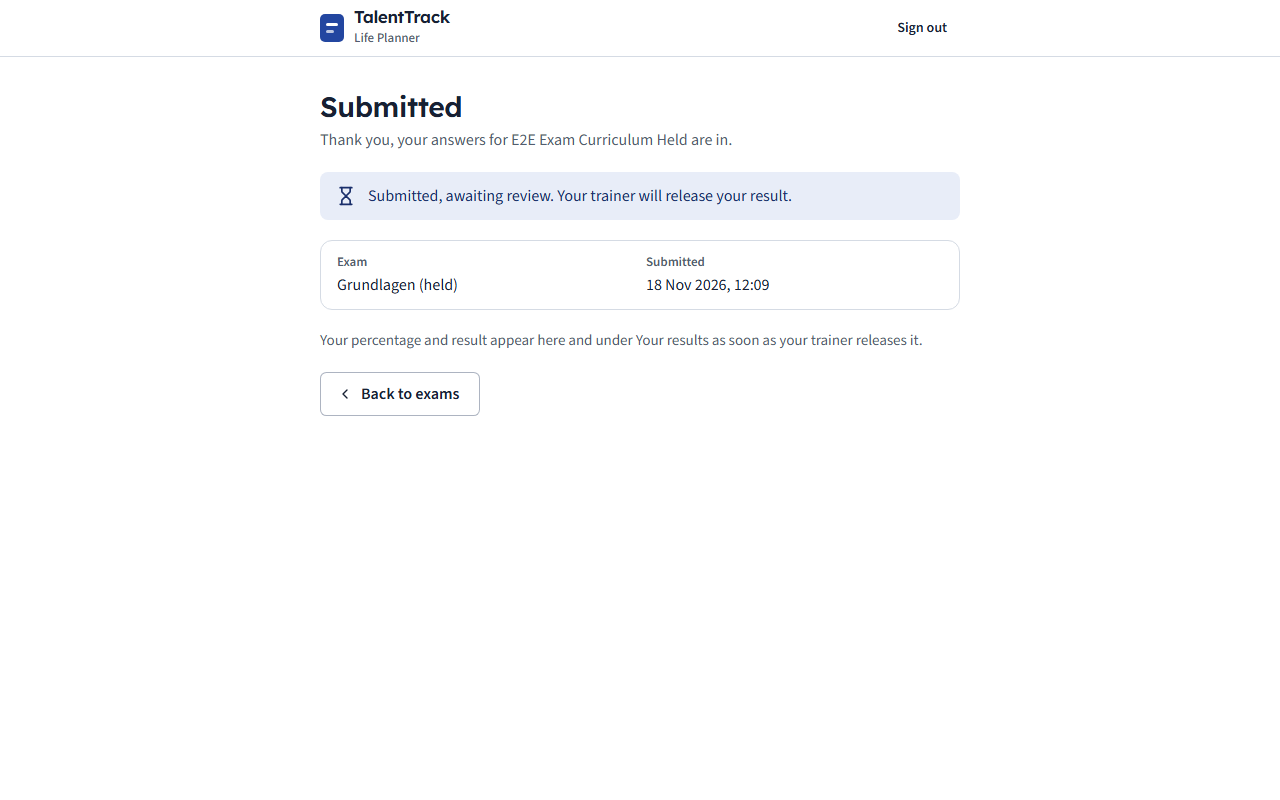 TalentTrack
Life Planner
Sign out
Submitted
Thank you, your answers for E2E Exam Curriculum Held are in.
Submitted, awaiting review. Your trainer will release your result.
Exam
Grundlagen (held)
Submitted
18 Nov 2026, 12:09
Your percentage and result appear here and under Your results as soon as your trainer releases it.
Back to exams